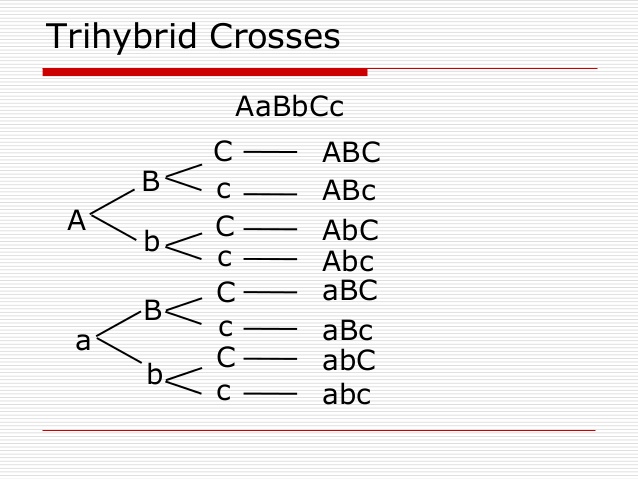 Trihybrid Crosses
AaBbCc
C ABC
B
c ABc
A
C AbC
b
c Abc
C aBC
B
c aBc
a
C abC
b
c abc